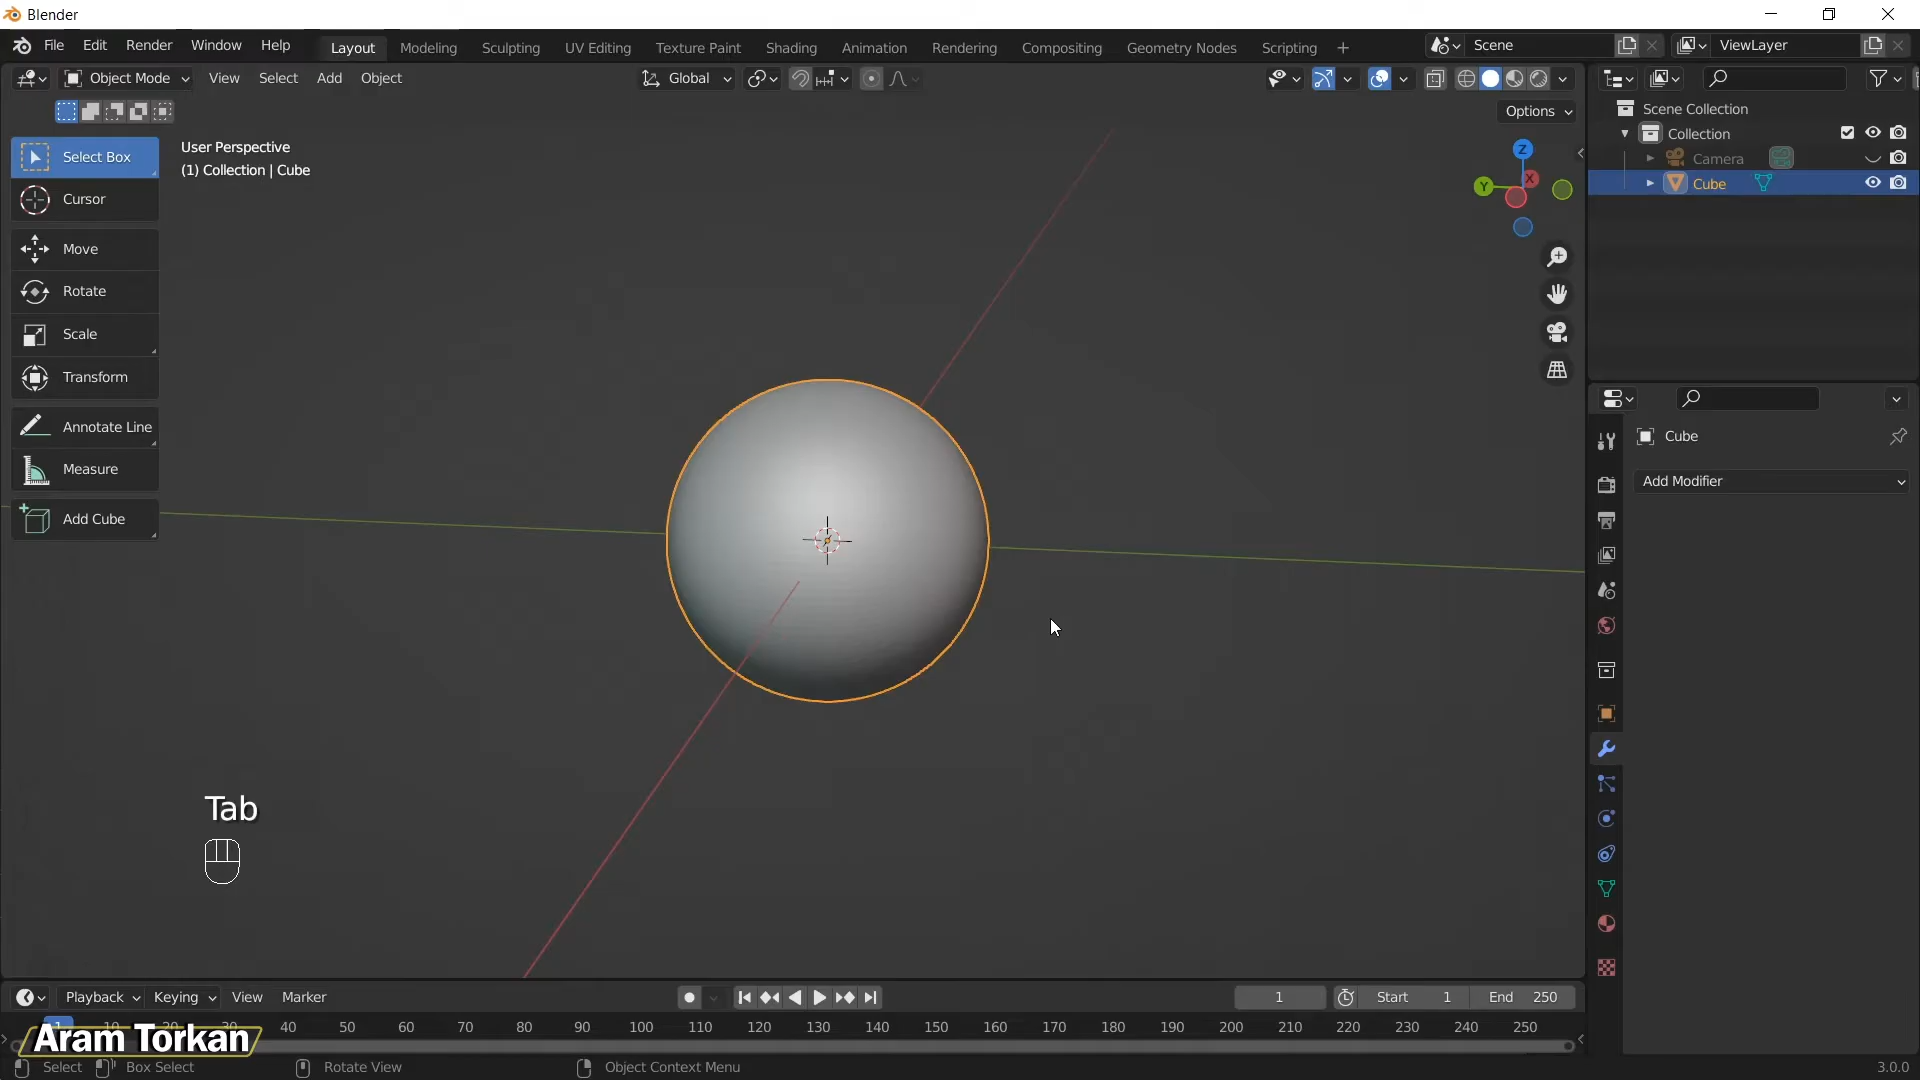 Blender
File Edit Render Window Help Layout Modeling Sculpting UV Editing Texture Paint Shading Animation Rendering Compositing Geometry Nodes Scripting + Scene ViewLayer
Object Mode View Select Add Object Global
Options
Scene Collection
Collection
Camera
Cube
User Perspective
(1) Collection | Cube
Z
Y X
Select Box
Cursor
Move
Rotate
Scale
Transform
Annotate Line
Measure
Add Cube
Cube
Add Modifier
Tab
Playback Keying View Marker 1 Start 1 End 250
1 10 20 30 40 50 60 70 80 90 100 110 120 130 140 150 160 170 180 190 200 210 220 230 240 250
Aram Torkan
Select Box Select Rotate View Object Context Menu 3.0.0